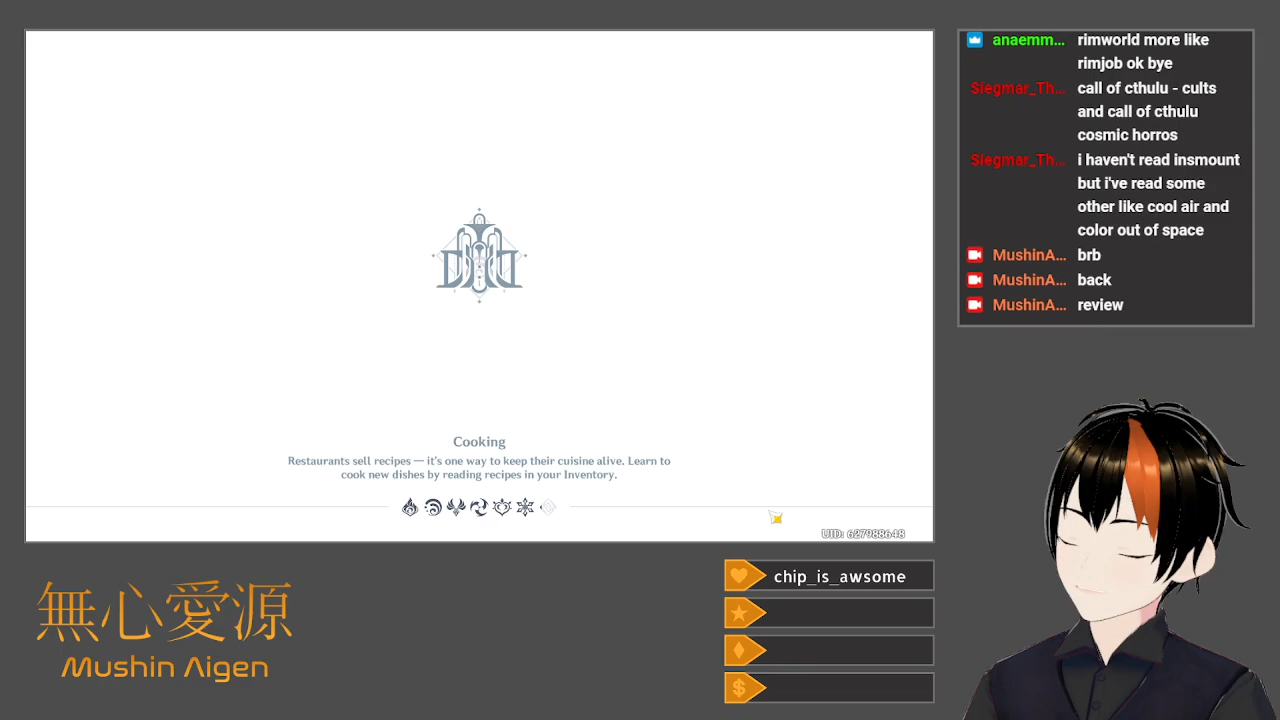 anaemm... rimworld more like
rimjob ok bye
Siegmar_Th... call of cthulu - cults
and call of cthulu
cosmic horros
Siegmar_Th... i haven't read insmount
but i've read some
other like cool air and
color out of space
MushinA... brb
MushinA... back
MushinA... review
Cooking
Restaurants sell recipes — it's one way to keep their cuisine alive. Learn to
cook new dishes by reading recipes in your Inventory.
UID: 627988648
chip_is_awsome
無心愛源
Mushin Aigen